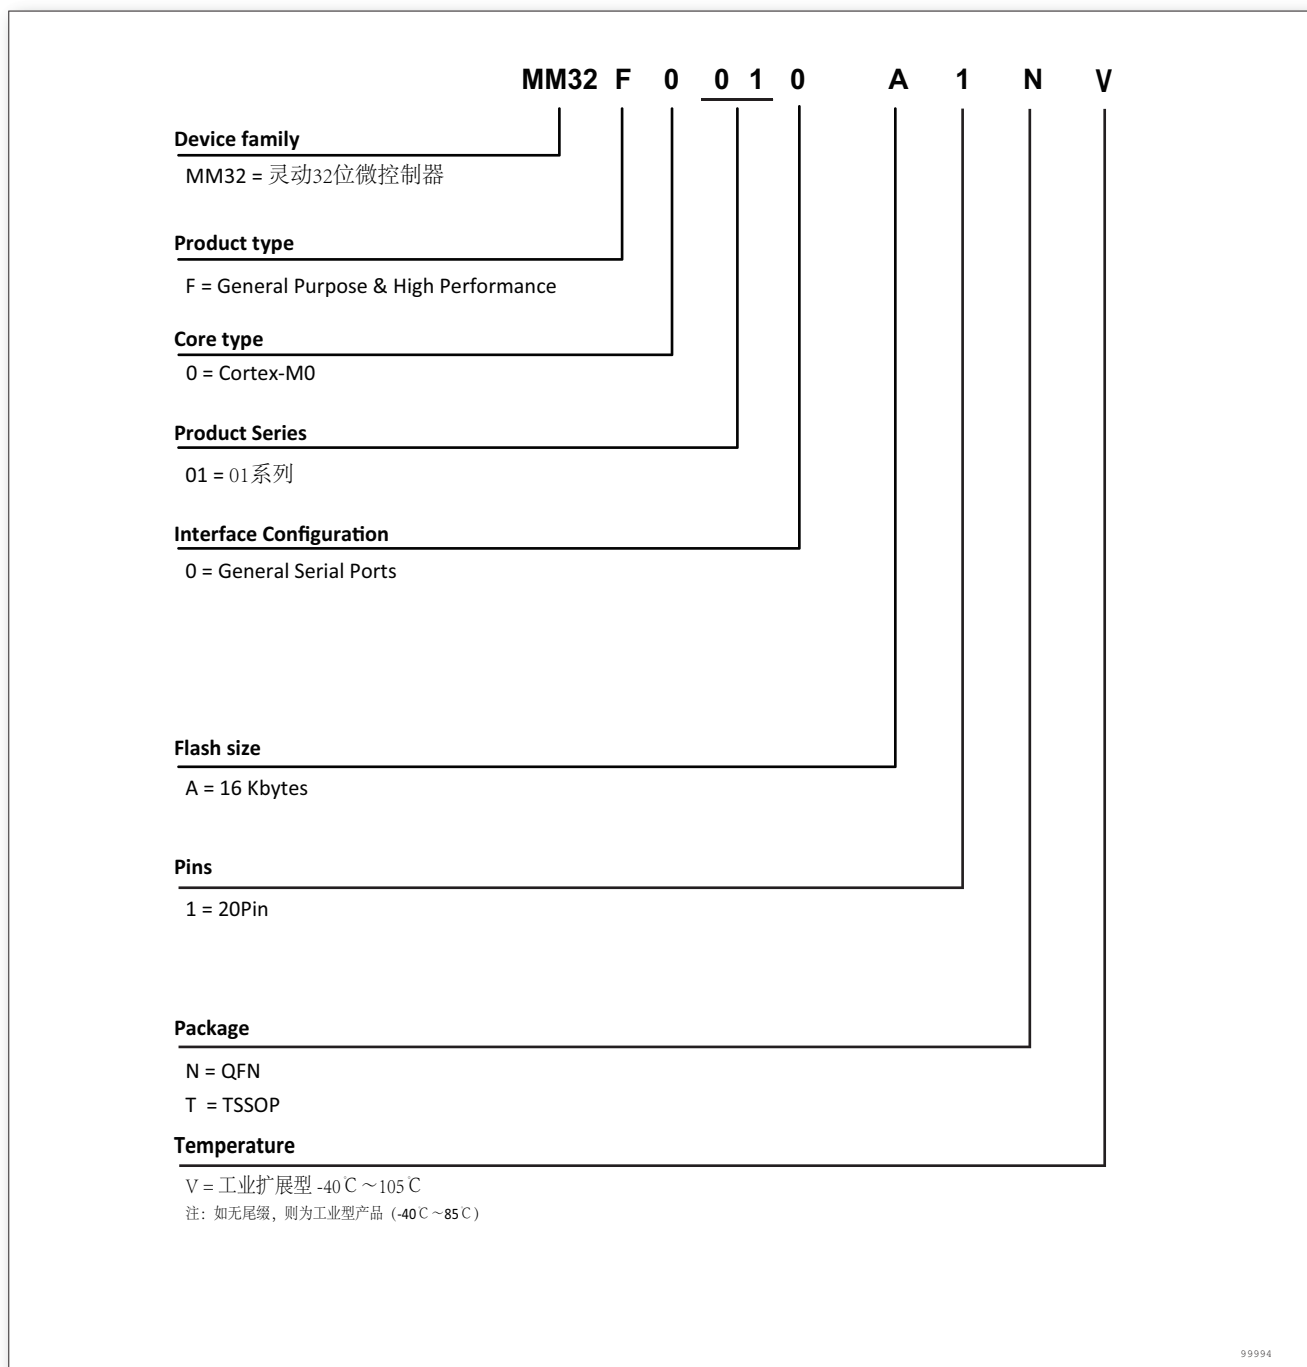 MM32 F 0 0 1 0 A 1 N V
Device family
MM32 = 灵动32位微控制器
Product type
F = General Purpose & High Performance
Core type
0 = Cortex-M0
Product Series
01 = 01系列
Interface Configuration
0 = General Serial Ports
Flash size
A = 16 Kbytes
Pins
1 = 20Pin
Package
N = QFN
T = TSSOP
Temperature
V = 工业扩展型 -40℃～105℃
注：如无尾缀，则为工业型产品（-40℃～85℃）
99994